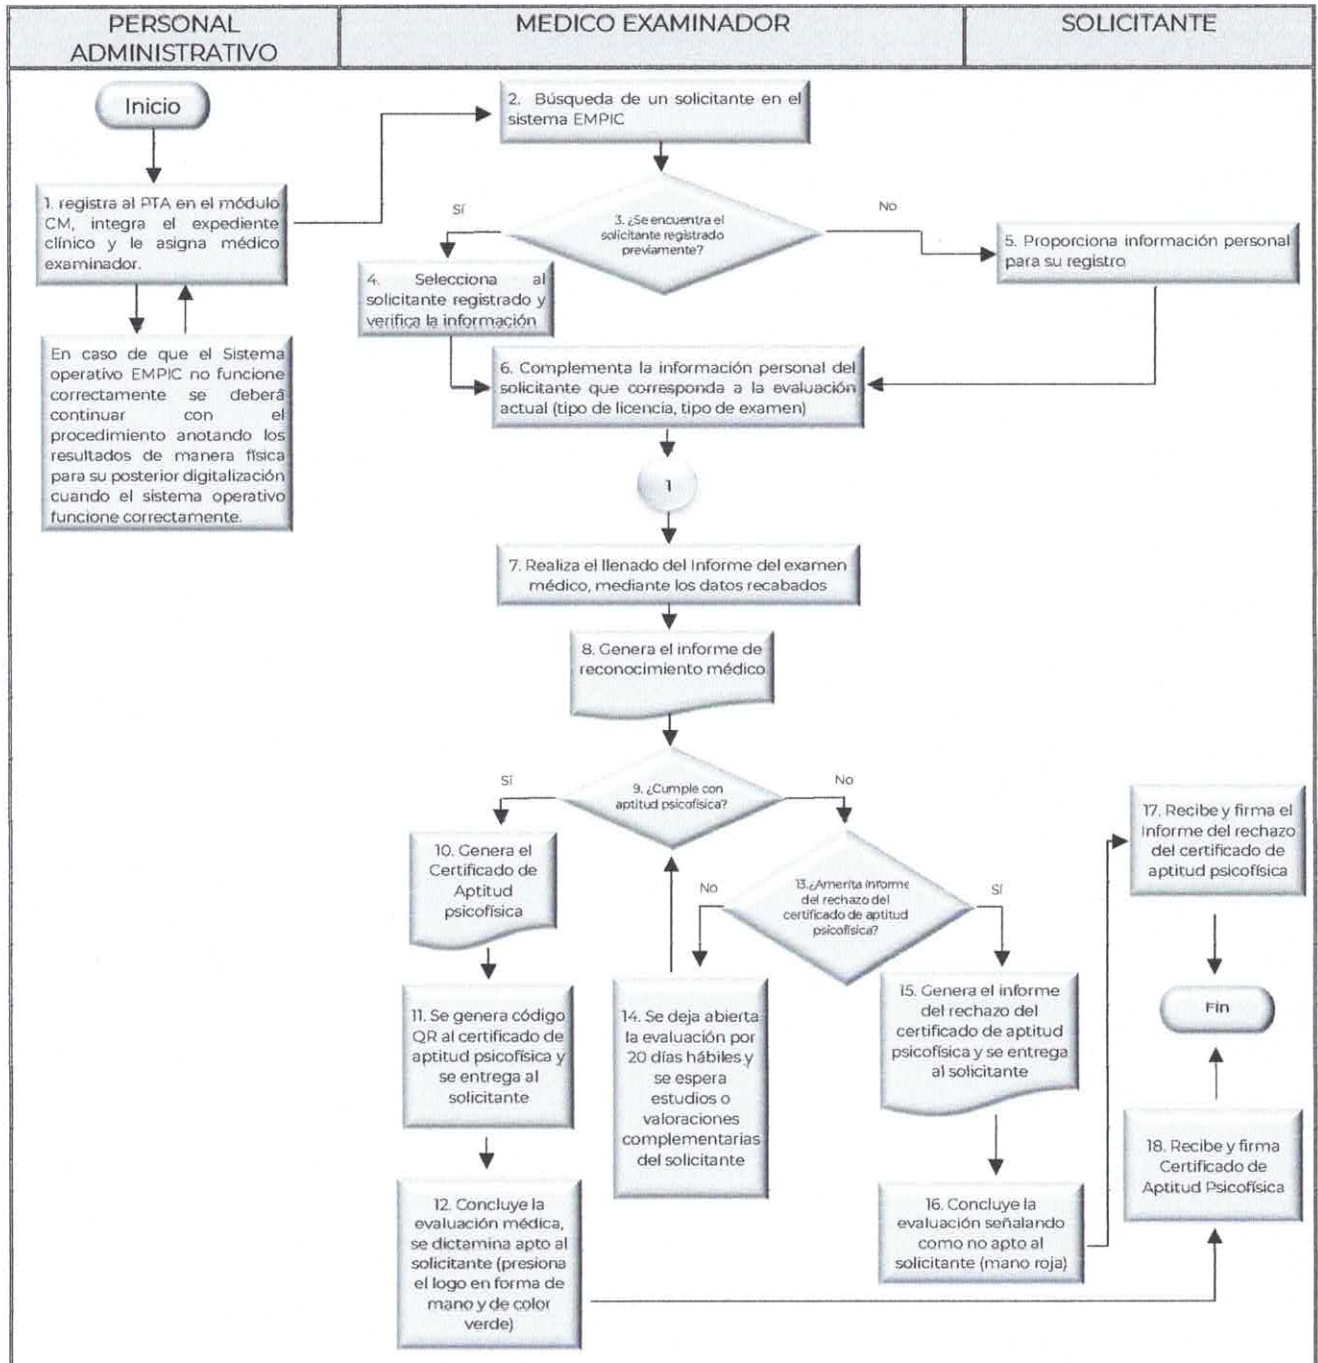 PERSONAL
ADMINISTRATIVO
MEDICO EXAMINADOR
SOLICITANTE
Inicio
1. registra al PTA en el módulo
CM, integra el expediente
clínico y le asigna médico
examinador.
En caso de que el Sistema
operativo EMPIC no funcione
correctamente se deberá
continuar con el
procedimiento anotando los
resultados de manera física
para su posterior digitalización
cuando el sistema operativo
funcione correctamente.
2. Búsqueda de un solicitante en el
sistema EMPIC
3. ¿Se encuentra el
solicitante registrado
previamente?
Sí
No
4. Selecciona al
solicitante registrado y
verifica la información
5. Proporciona información personal
para su registro
6. Complementa la información personal del
solicitante que corresponda a la evaluación
actual (tipo de licencia, tipo de examen)
1
7. Realiza el llenado del Informe del examen
médico, mediante los datos recabados
8. Genera el informe de
reconocimiento médico
9. ¿Cumple con
aptitud psicofísica?
Sí
No
10. Genera el
Certificado de
Aptitud
psicofísica
11. Se genera código
QR al certificado de
aptitud psicofísica y
se entrega al
solicitante
12. Concluye la
evaluación médica,
se dictamina apto al
solicitante (presiona
el logo en forma de
mano y de color
verde)
13.¿Amerita informe
del rechazo del
certificado de aptitud
psicofísica?
No
Sí
14. Se deja abierta
la evaluación por
20 días hábiles y
se espera
estudios o
valoraciones
complementarias
del solicitante
15. Genera el informe
del rechazo del
certificado de aptitud
psicofísica y se entrega
al solicitante
16. Concluye la
evaluación señalando
como no apto al
solicitante (mano roja)
17. Recibe y firma el
Informe del rechazo
del certificado de
aptitud psicofísica
Fin
18. Recibe y firma
Certificado de
Aptitud Psicofísica